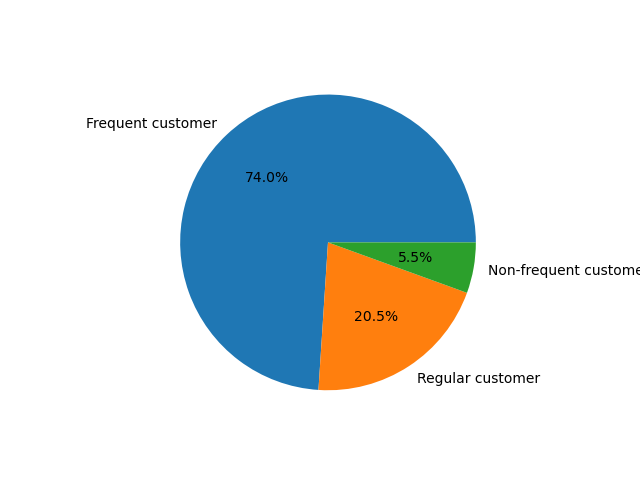 Frequent customer
74.0%
5.5%
Non-frequent custome
20.5%
Regular customer